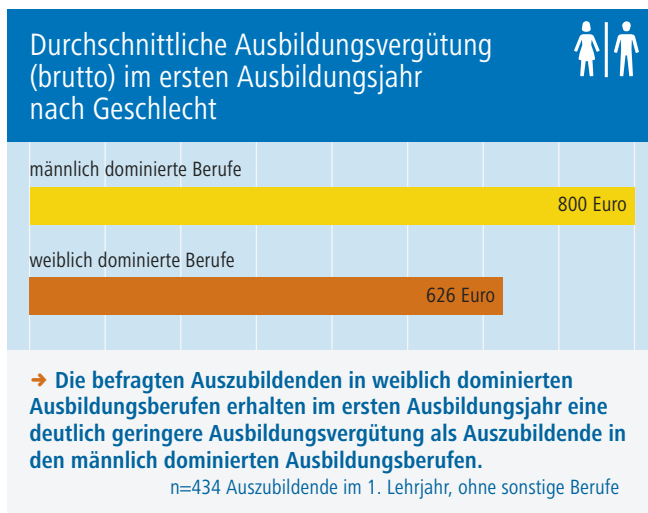 Durchschnittliche Ausbildungsvergütung
(brutto) im ersten Ausbildungsjahr
nach Geschlecht
männlich dominierte Berufe
800 Euro
weiblich dominierte Berufe
626 Euro
➔ Die befragten Auszubildenden in weiblich dominierten
Ausbildungsberufen erhalten im ersten Ausbildungsjahr eine
deutlich geringere Ausbildungsvergütung als Auszubildende in
den männlich dominierten Ausbildungsberufen.
n=434 Auszubildende im 1. Lehrjahr, ohne sonstige Berufe